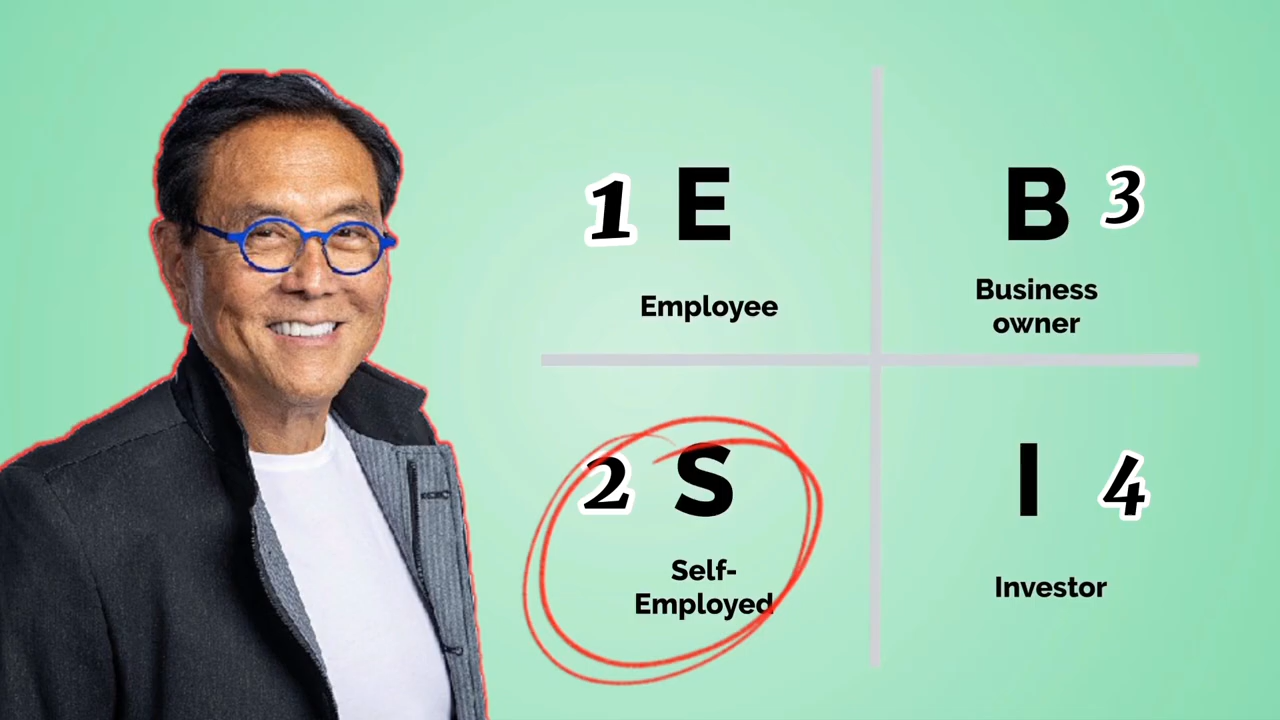 1 E
Employee
B 3
Business
owner
2 S
Self-
Employed
I 4
Investor